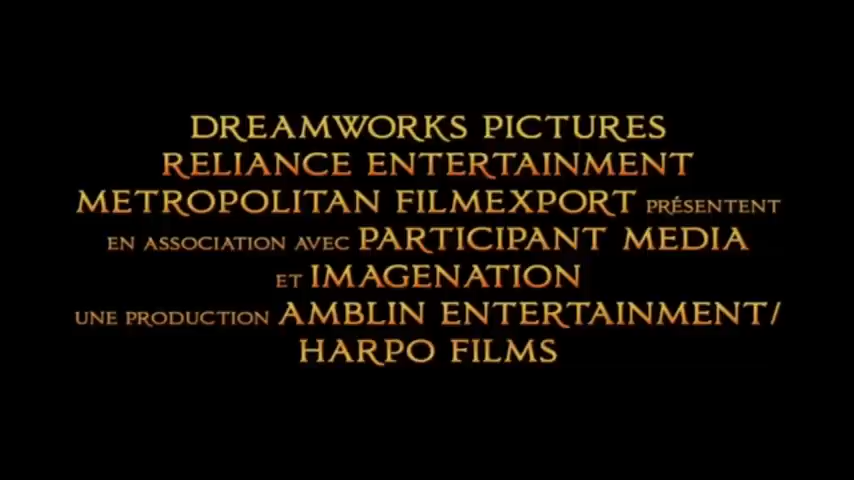 DREAMWORKS PICTURES
RELIANCE ENTERTAINMENT
METROPOLITAN FILMEXPORT PRÉSENTENT
EN ASSOCIATION AVEC PARTICIPANT MEDIA
ET IMAGENATION
UNE PRODUCTION AMBLIN ENTERTAINMENT/
HARPO FILMS